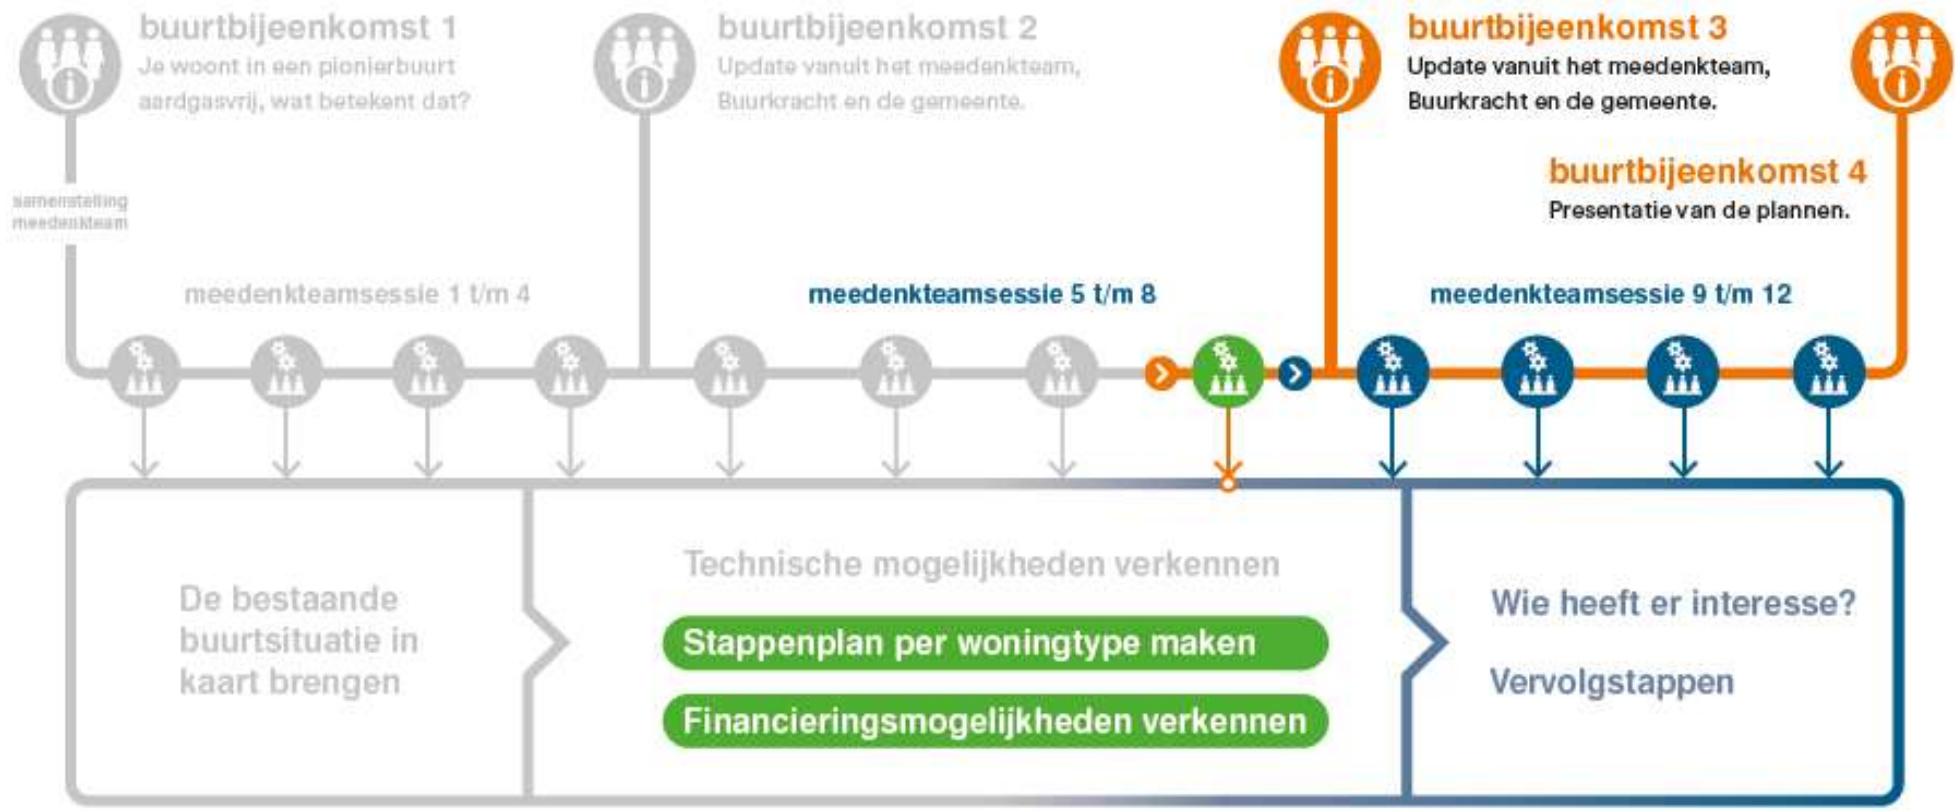 buurtbijeenkomst 1
Je woont in een pionierbuurt
aardgasvrij, wat betekent dat?
buurtbijeenkomst 2
Update vanuit het meedenkteam,
Buurkracht en de gemeente.
buurtbijeenkomst 3
Update vanuit het meedenkteam,
Buurkracht en de gemeente.
buurtbijeenkomst 4
Presentatie van de plannen.
samenstelling
meedenkteam
meedenkteamsessie 1 t/m 4
meedenkteamsessie 5 t/m 8
meedenkteamsessie 9 t/m 12
De bestaande
buurtsituatie in
kaart brengen
Technische mogelijkheden verkennen
Stappenplan per woningtype maken
Financieringsmogelijkheden verkennen
Wie heeft er interesse?
Vervolgstappen